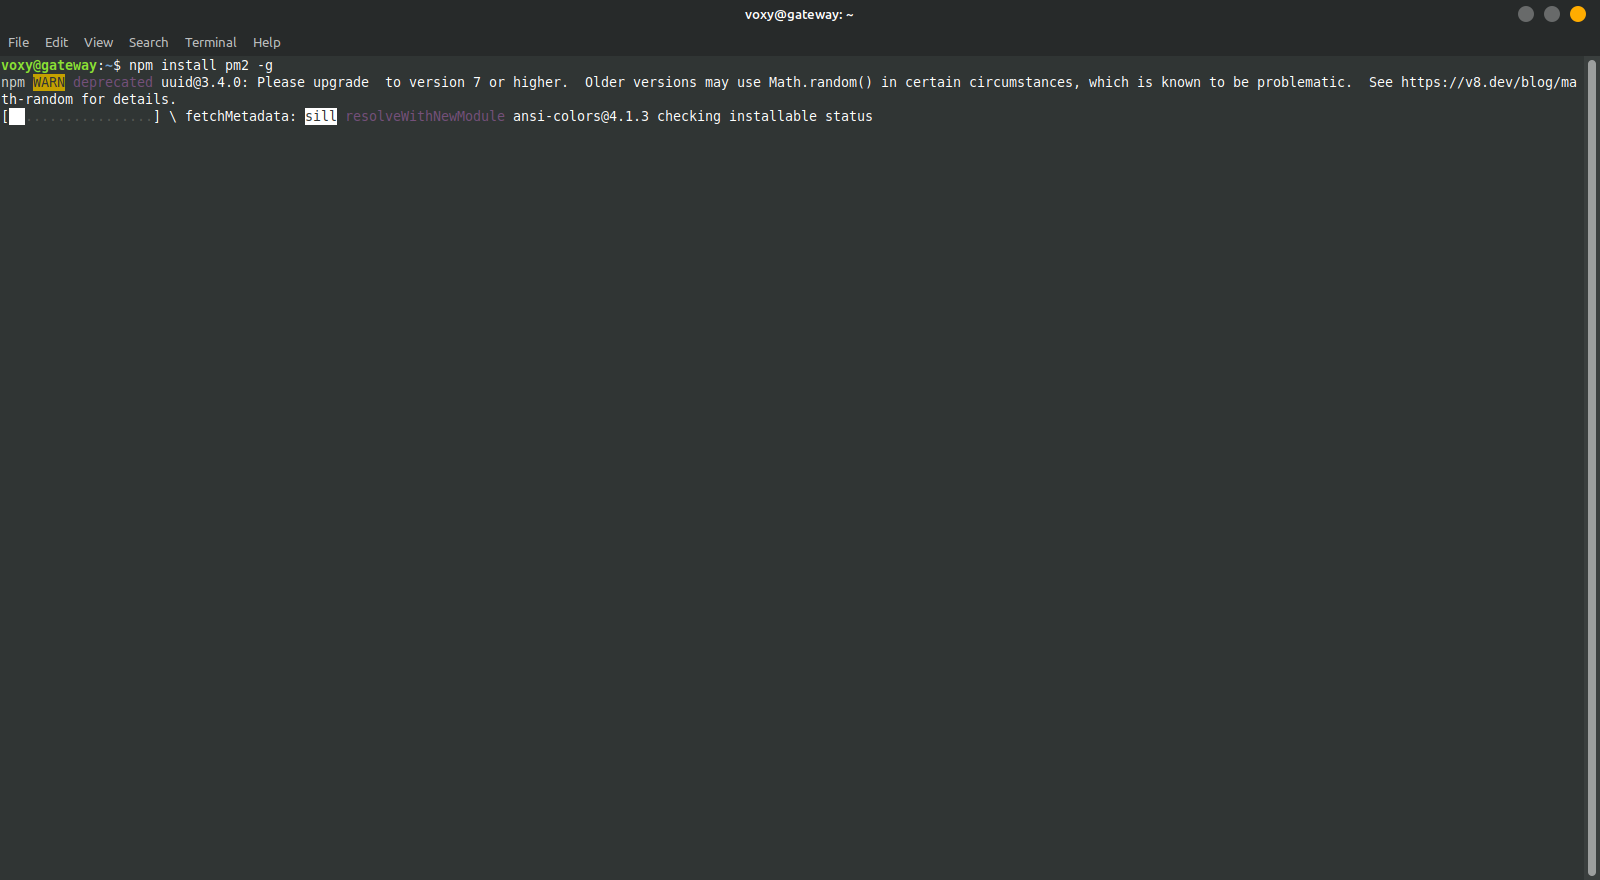 voxy@gateway: ~
File Edit View Search Terminal Help
voxy@gateway:~$ npm install pm2 -g
npm WARN deprecated uuid@3.4.0: Please upgrade  to version 7 or higher.  Older versions may use Math.random() in certain circumstances, which is known to be problematic.  See https://v8.dev/blog/ma
th-random for details.
[  ................] \ fetchMetadata: sill resolveWithNewModule ansi-colors@4.1.3 checking installable status